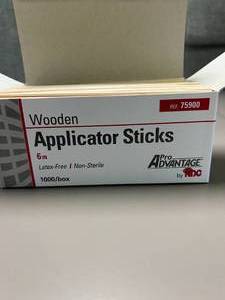 REF 75900
Wooden
Applicator Sticks
6 IN
Latex-Free I Non-Sterile
Pro
ADVANTAGE
by NDC
1000/box